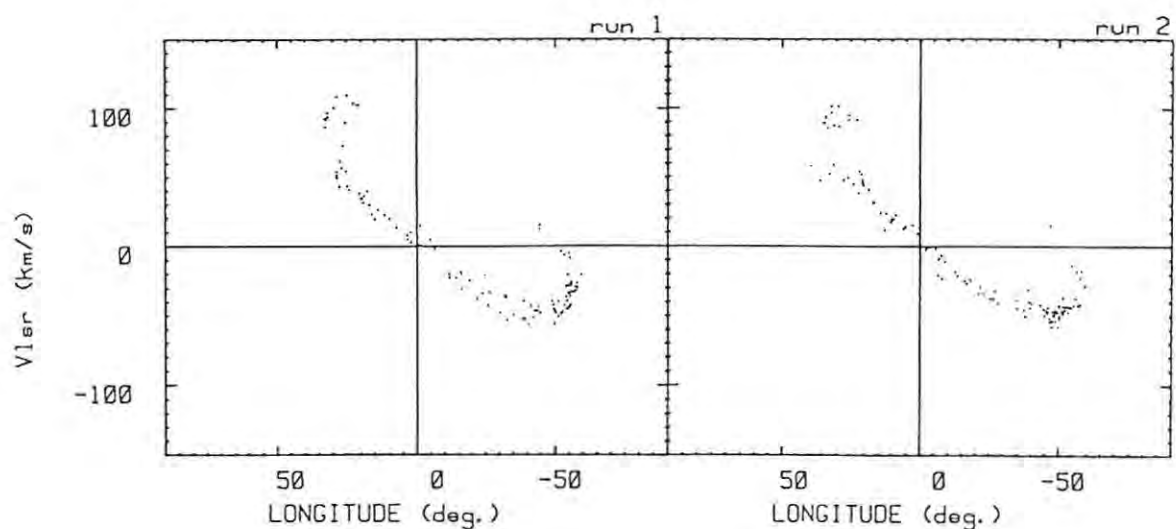 run 1
run 2
100
0
-100
Vlsr (km/s)
50 0 -50
50 0 -50
LONGITUDE (deg.)
LONGITUDE (deg.)